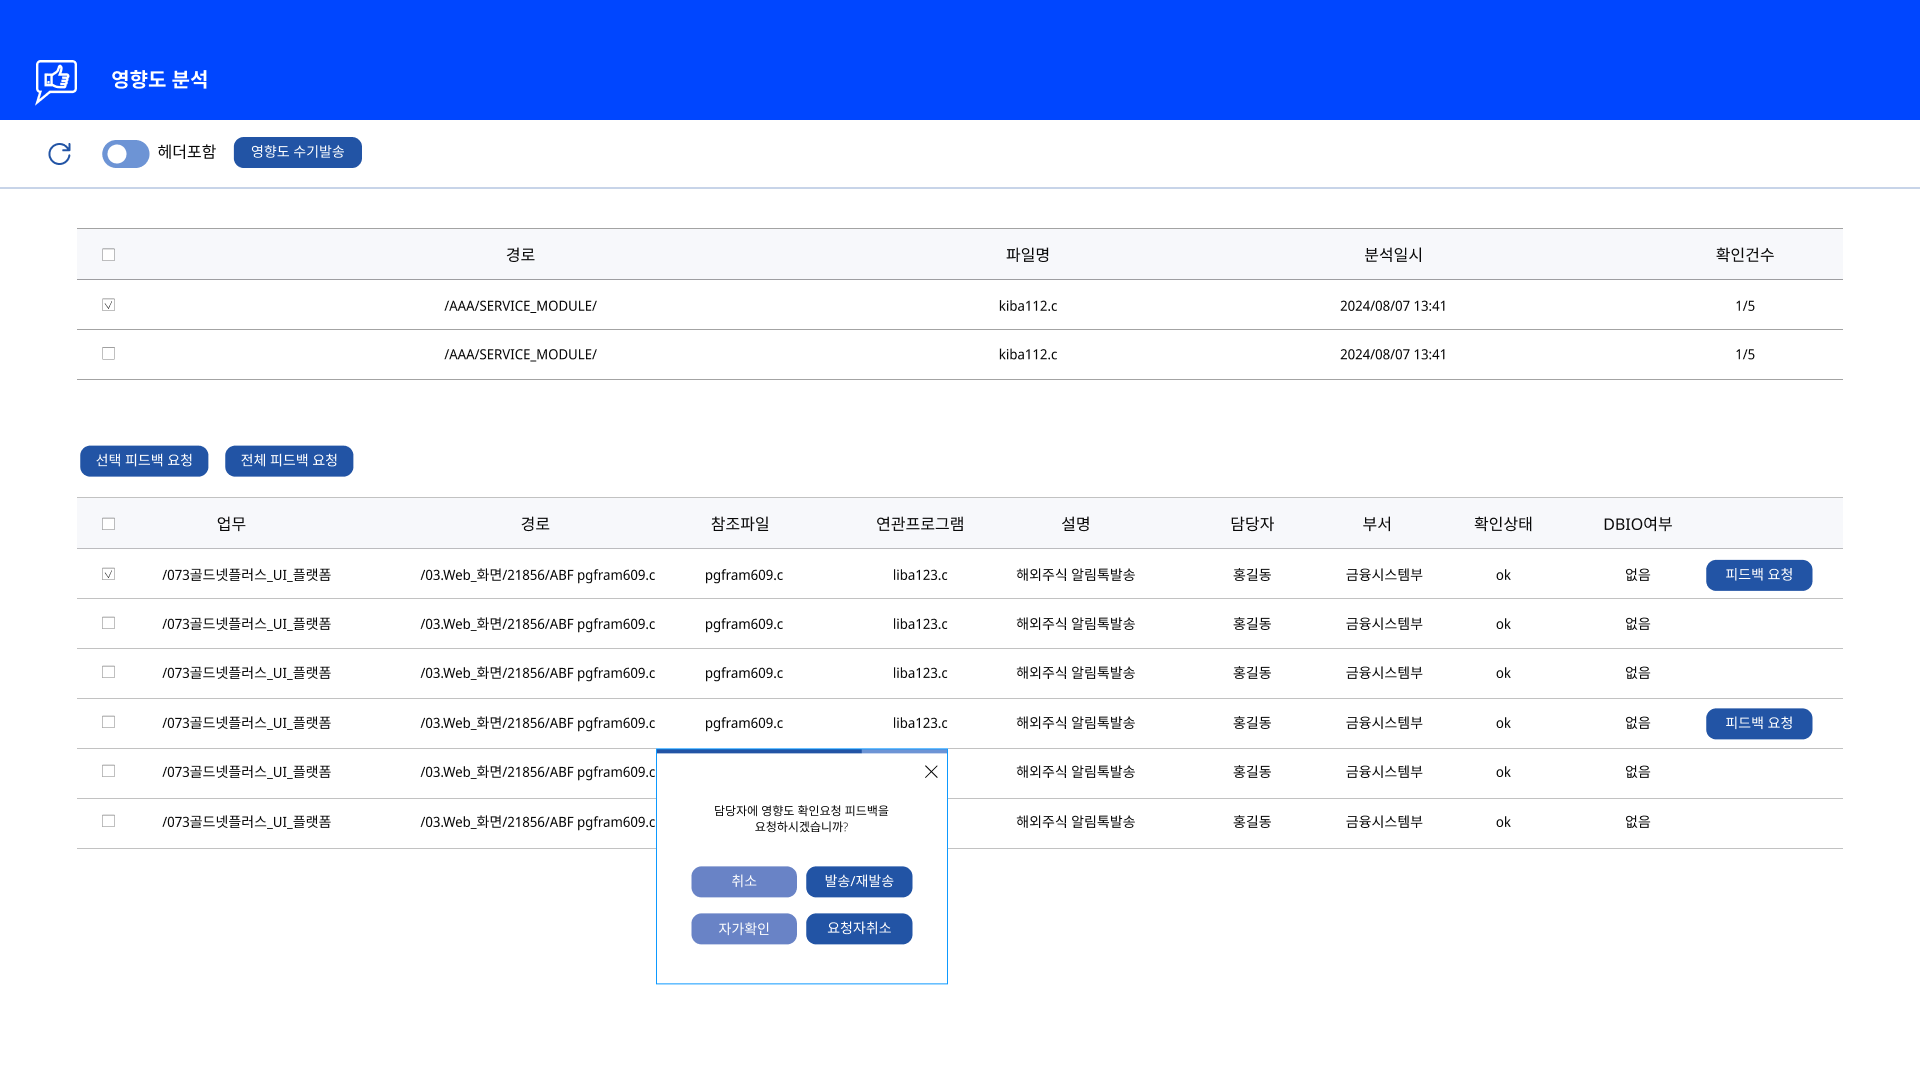 영향도 분석
헤더포함 영향도 수기발송
경로 파일명 분석일시 확인건수
/AAA/SERVICE_MODULE/ kiba112.c 2024/08/07 13:41 1/5
/AAA/SERVICE_MODULE/ kiba112.c 2024/08/07 13:41 1/5
선택 피드백 요청 전체 피드백 요청
업무 경로 참조파일 연관프로그램 설명 담당자 부서 확인상태 DBIO여부
/073골드넷플러스_UI_플랫폼 /03.Web_화면/21856/ABF pgfram609.c pgfram609.c liba123.c 해외주식 알림톡발송 홍길동 금융시스템부 ok 없음 피드백 요청
/073골드넷플러스_UI_플랫폼 /03.Web_화면/21856/ABF pgfram609.c pgfram609.c liba123.c 해외주식 알림톡발송 홍길동 금융시스템부 ok 없음
/073골드넷플러스_UI_플랫폼 /03.Web_화면/21856/ABF pgfram609.c pgfram609.c liba123.c 해외주식 알림톡발송 홍길동 금융시스템부 ok 없음
/073골드넷플러스_UI_플랫폼 /03.Web_화면/21856/ABF pgfram609.c pgfram609.c liba123.c 해외주식 알림톡발송 홍길동 금융시스템부 ok 없음 피드백 요청
/073골드넷플러스_UI_플랫폼 /03.Web_화면/21856/ABF pgfram609.c 해외주식 알림톡발송 홍길동 금융시스템부 ok 없음
/073골드넷플러스_UI_플랫폼 /03.Web_화면/21856/ABF pgfram609.c 해외주식 알림톡발송 홍길동 금융시스템부 ok 없음
담당자에 영향도 확인요청 피드백을
요청하시겠습니까?
취소 발송/재발송
자가확인 요청자취소